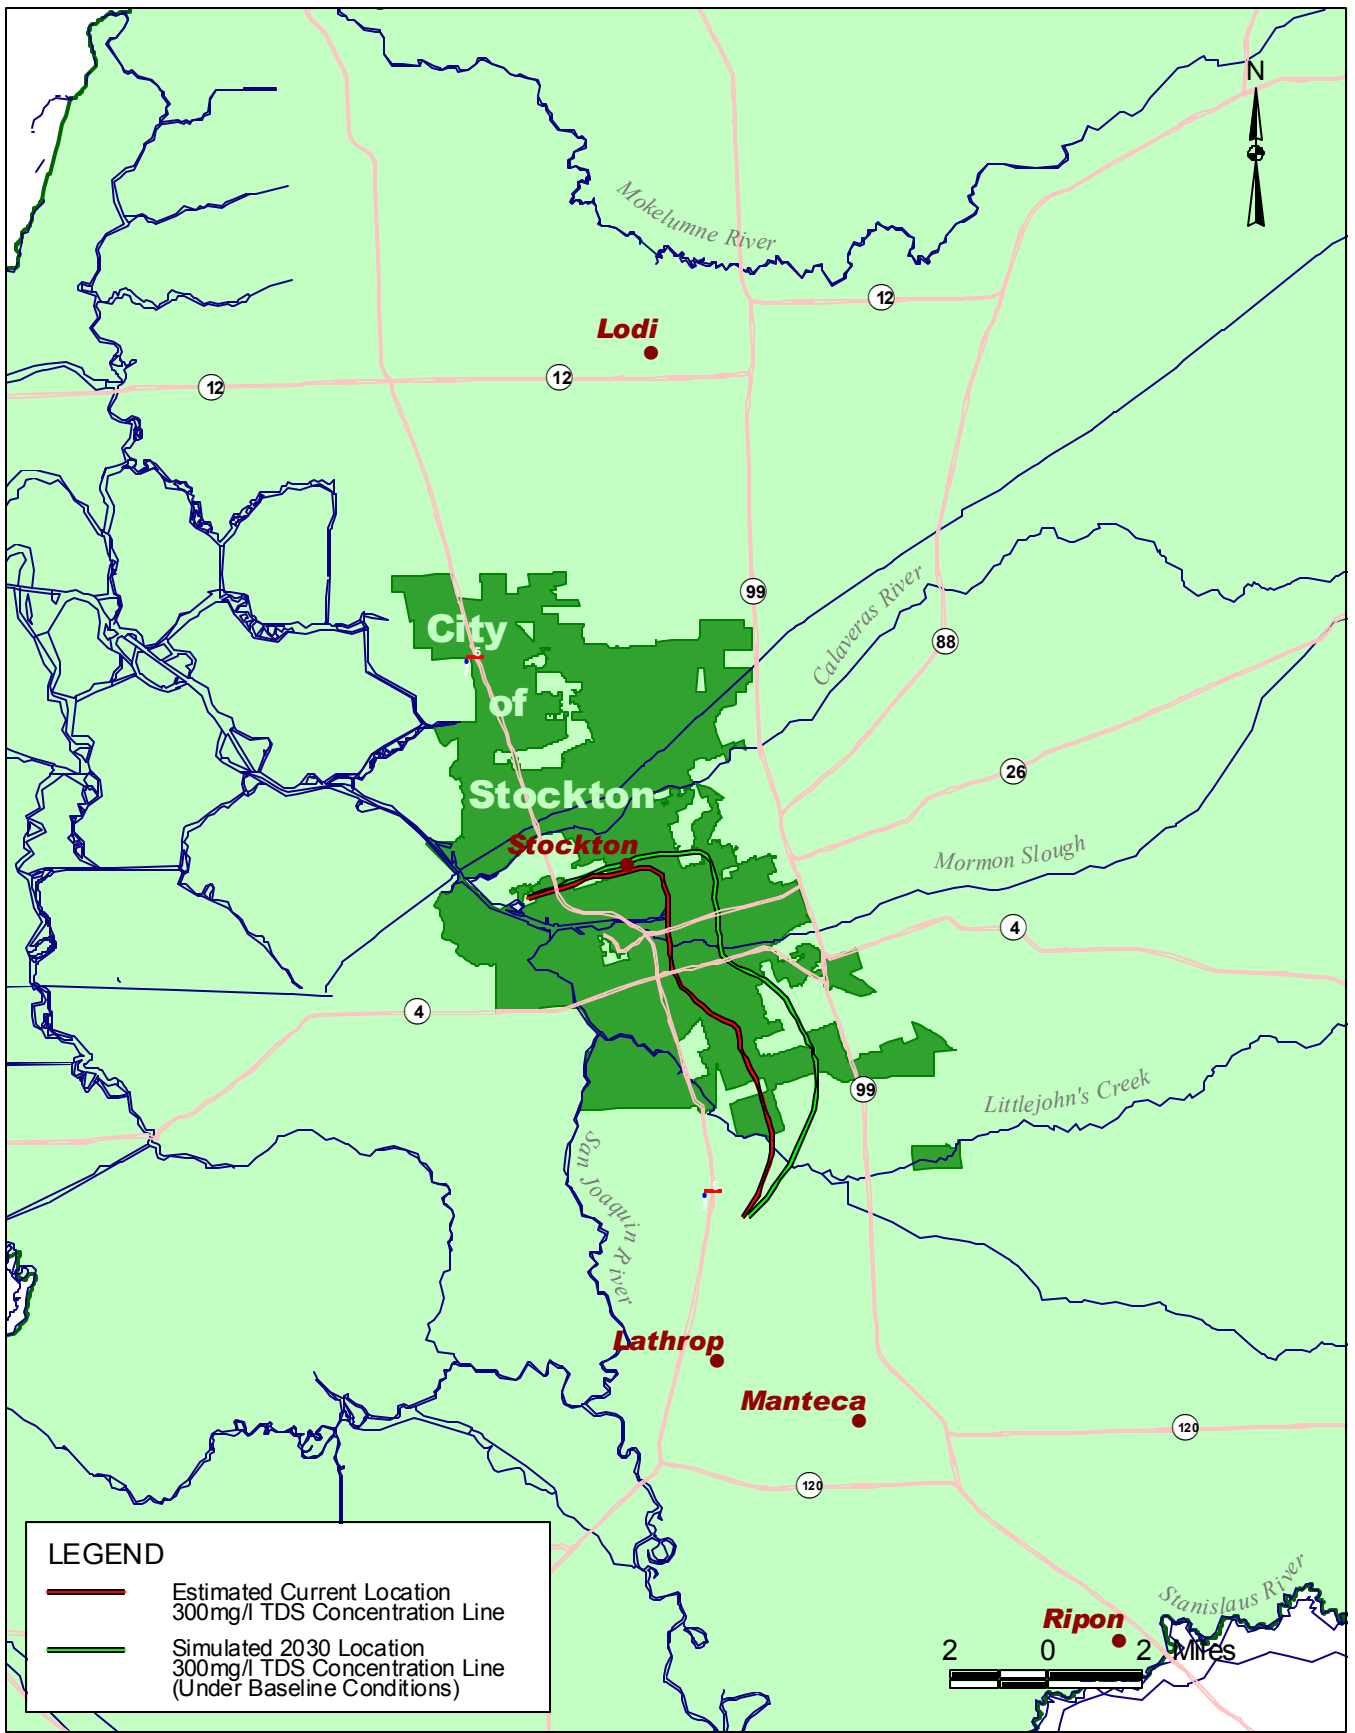 N
Mokelumne River
12
Lodi
12
12
99
Calaveras River
City
5
88
of
26
Stockton
Stockton
Mormon Slough
4
4
99
Littlejohn's Creek
San Joaquin River
5
Lathrop
Manteca
120
120
LEGEND
Estimated Current Location
300mg/l TDS Concentration Line
Simulated 2030 Location
300mg/l TDS Concentration Line
(Under Baseline Conditions)
Stanislaus River
Ripon
2 0 2 Miles